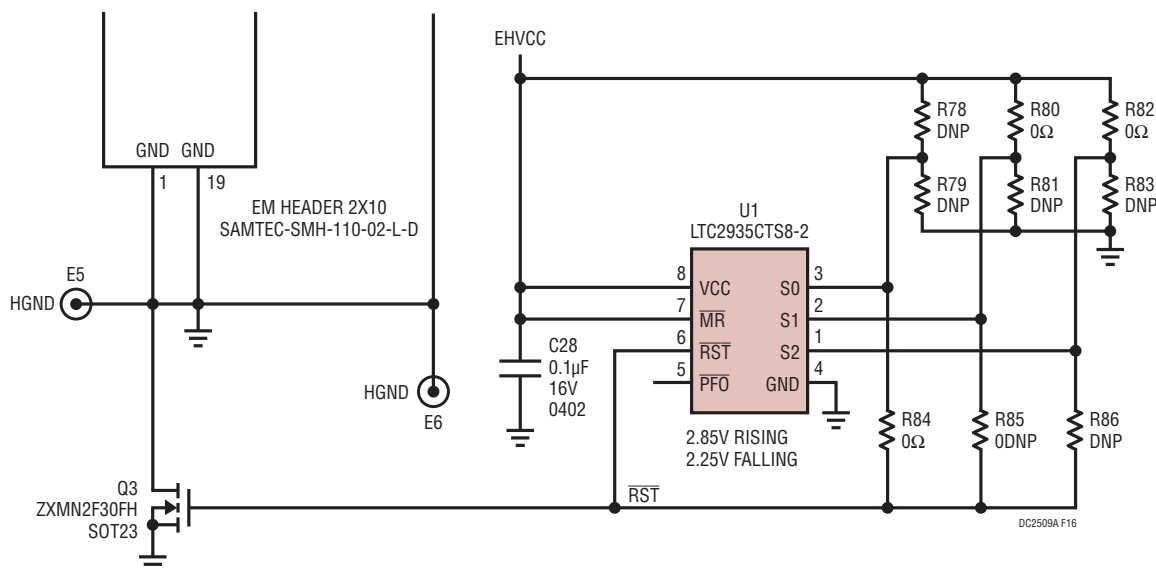 EHVCC
R78
DNP
R80
0Ω
R82
0Ω
R79
DNP
R81
DNP
R83
DNP
GND GND
1
19
EM HEADER 2X10
SAMTEC-SMH-110-02-L-D
E5
HGND
HGND
E6
U1
LTC2935CTS8-2
8
VCC
7
MR
6
RST
5
PFO
S0
3
S1
2
S2
1
GND
4
C28
0.1µF
16V
0402
2.85V RISING
2.25V FALLING
R84
0Ω
R85
0DNP
R86
DNP
Q3
ZXMN2F30FH
SOT23
RST
DC2509A F16